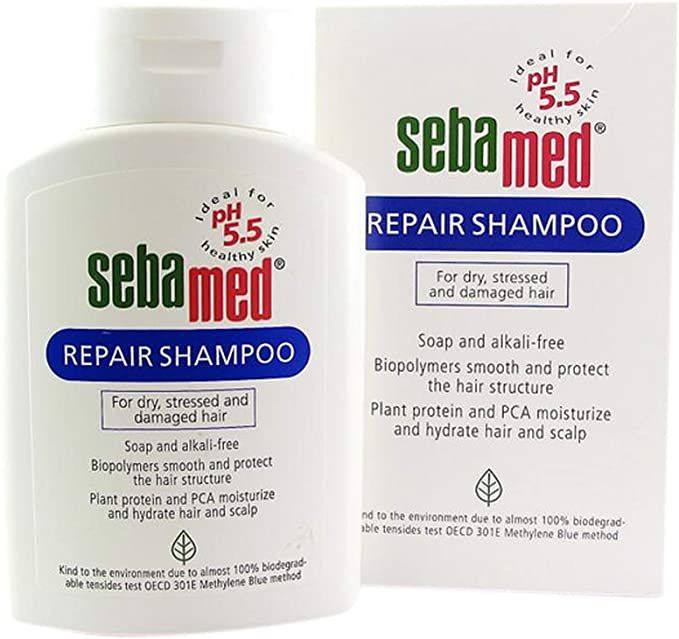 Ideal for
pH
5.5
healthy skin
sebamed®
REPAIR SHAMPOO
For dry, stressed and
damaged hair
Soap and alkali-free
Biopolymers smooth and protect
the hair structure
Plant protein and PCA moisturize
and hydrate hair and scalp
Kind to the environment due to almost 100% biodegrad-
able tensides test OECD 301E Methylene Blue method
Ideal for
pH
5.5
healthy skin
sebamed®
REPAIR SHAMPOO
For dry, stressed
and damaged hair
Soap and alkali-free
Biopolymers smooth and protect
the hair structure
Plant protein and PCA moisturize
and hydrate hair and scalp
ind to the environment due to almost 100% biodegrad-
able tensides test OECD 301E Methylene Blue method